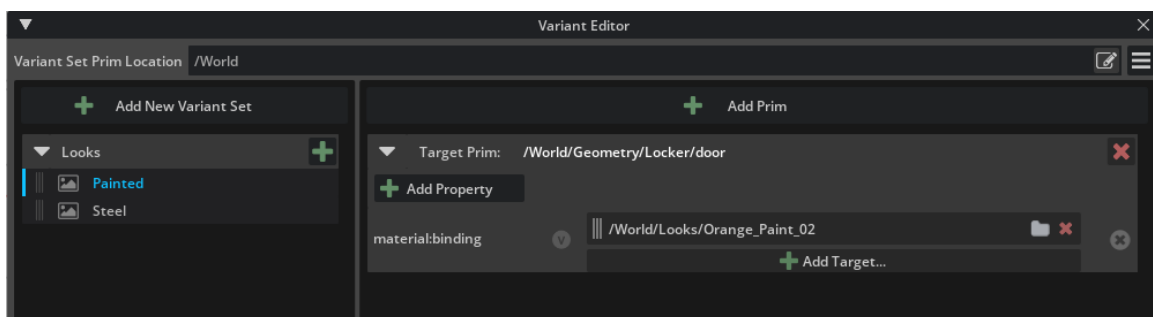 Variant Editor
Variant Set Prim Location /World
Add New Variant Set
Add Prim
Looks
Painted
Steel
Target Prim: /World/Geometry/Locker/door
Add Property
material:binding
V
/World/Looks/Orange_Paint_02
Add Target...